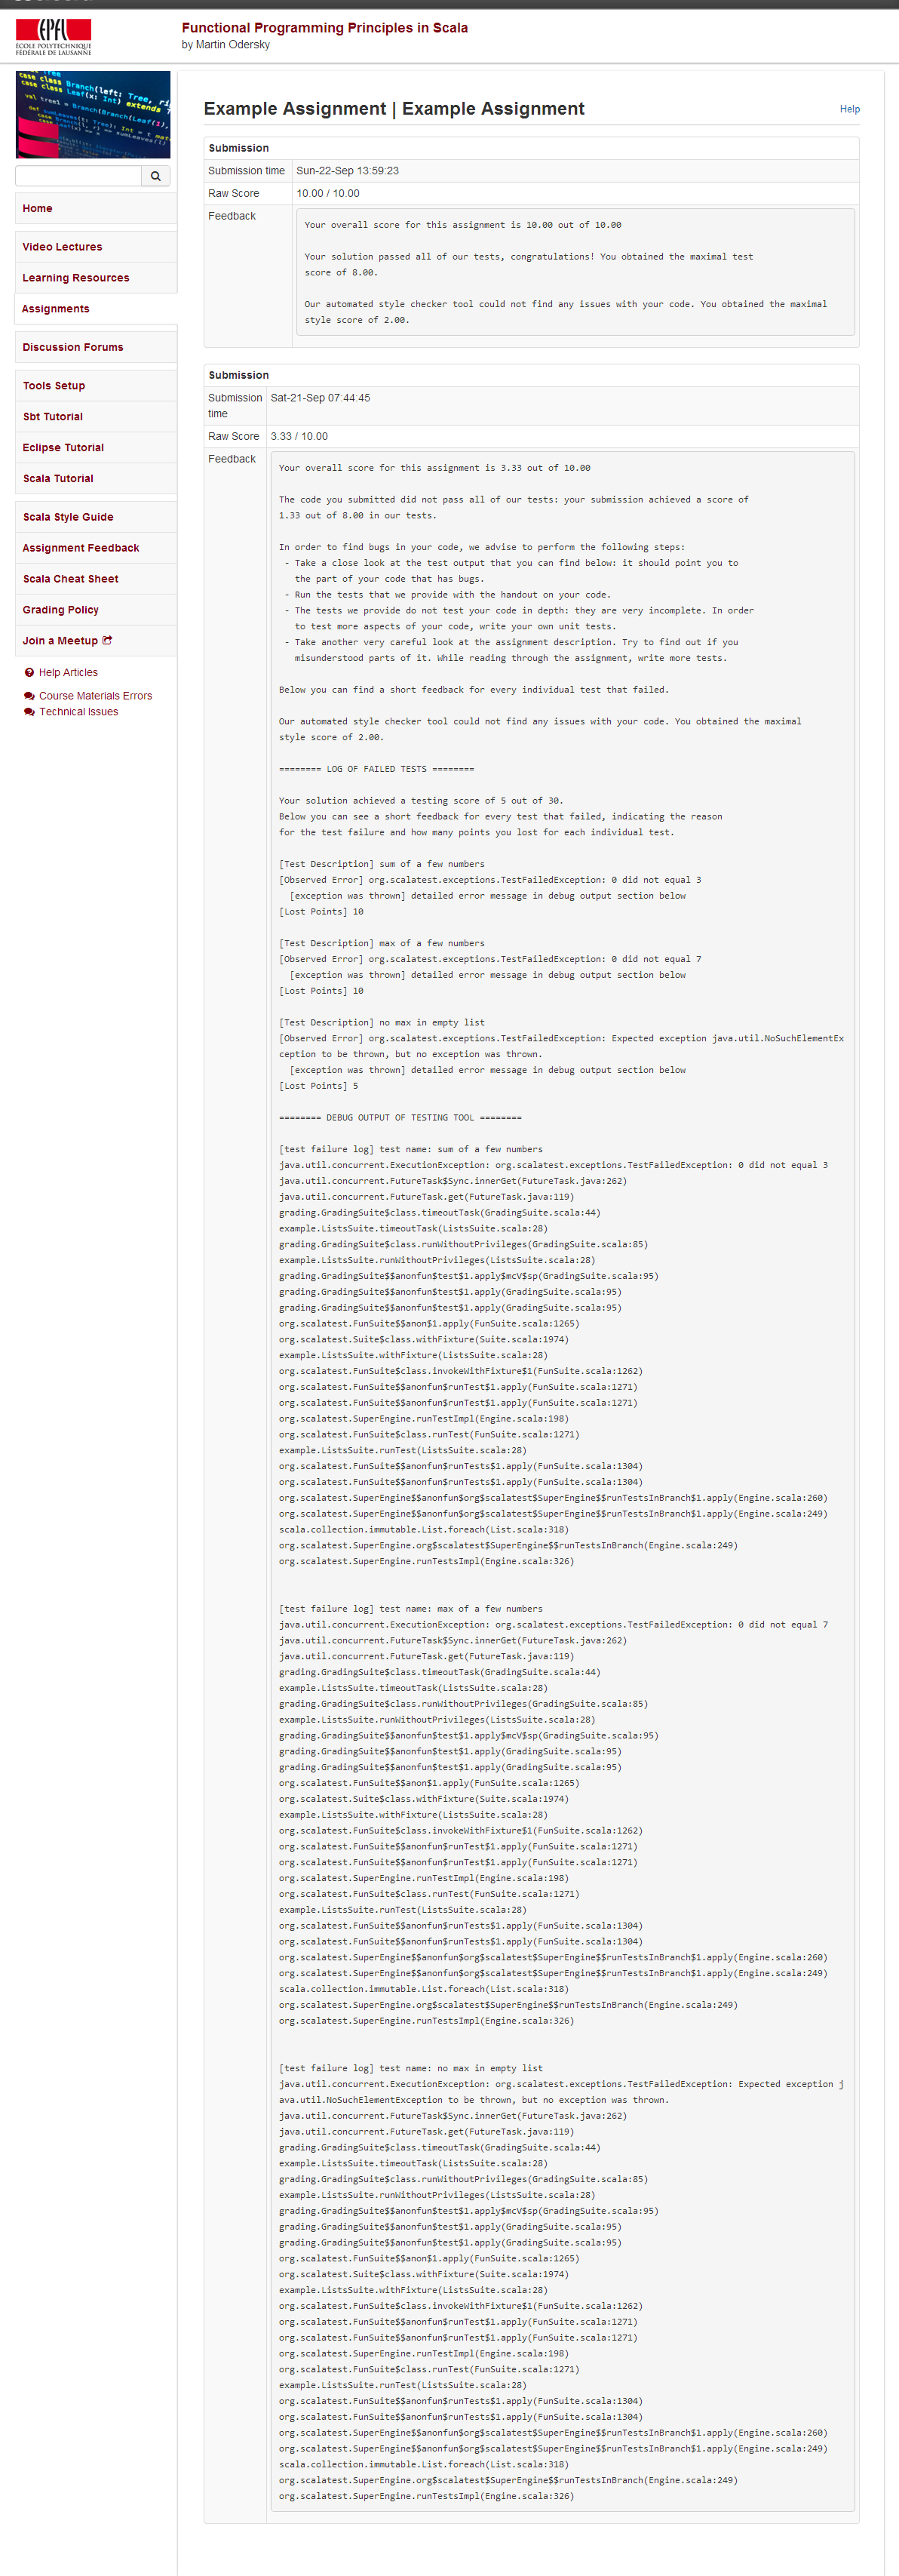 EPFL
ÉCOLE POLYTECHNIQUE
FÉDÉRALE DE LAUSANNE
Functional Programming Principles in Scala
by Martin Odersky
Home
Video Lectures
Learning Resources
Assignments
Discussion Forums
Tools Setup
Sbt Tutorial
Eclipse Tutorial
Scala Tutorial
Scala Style Guide
Assignment Feedback
Scala Cheat Sheet
Grading Policy
Join a Meetup
Help Articles
Course Materials Errors
Technical Issues
Example Assignment | Example Assignment
Help
Submission
Submission time Sun-22-Sep 13:59:23
Raw Score 10.00 / 10.00
Feedback
Your overall score for this assignment is 10.00 out of 10.00
Your solution passed all of our tests, congratulations! You obtained the maximal test
score of 8.00.
Our automated style checker tool could not find any issues with your code. You obtained the maximal
style score of 2.00.
Submission
Submission time Sat-21-Sep 07:44:45
Raw Score 3.33 / 10.00
Feedback
Your overall score for this assignment is 3.33 out of 10.00
The code you submitted did not pass all of our tests: your submission achieved a score of
1.33 out of 8.00 in our tests.
In order to find bugs in your code, we advise to perform the following steps:
- Take a close look at the test output that you can find below: it should point you to
the part of your code that has bugs.
- Run the tests that we provide with the handout on your code.
- The tests we provide do not test your code in depth: they are very incomplete. In order
to test more aspects of your code, write your own unit tests.
- Take another very careful look at the assignment description. Try to find out if you
misunderstood parts of it. While reading through the assignment, write more tests.
Below you can find a short feedback for every individual test that failed.
Our automated style checker tool could not find any issues with your code. You obtained the maximal
style score of 2.00.
======== LOG OF FAILED TESTS ========
Your solution achieved a testing score of 5 out of 30.
Below you can see a short feedback for every test that failed, indicating the reason
for the test failure and how many points you lost for each individual test.
[Test Description] sum of a few numbers
[Observed Error] org.scalatest.exceptions.TestFailedException: 0 did not equal 3
[exception was thrown] detailed error message in debug output section below
[Lost Points] 10
[Test Description] max of a few numbers
[Observed Error] org.scalatest.exceptions.TestFailedException: 0 did not equal 7
[exception was thrown] detailed error message in debug output section below
[Lost Points] 10
[Test Description] no max in empty list
[Observed Error] org.scalatest.exceptions.TestFailedException: Expected exception java.util.NoSuchElementEx
ception to be thrown, but no exception was thrown.
[exception was thrown] detailed error message in debug output section below
[Lost Points] 5
======== DEBUG OUTPUT OF TESTING TOOL ========
[test failure log] test name: sum of a few numbers
java.util.concurrent.ExecutionException: org.scalatest.exceptions.TestFailedException: 0 did not equal 3
java.util.concurrent.FutureTask$Sync.innerGet(FutureTask.java:262)
java.util.concurrent.FutureTask.get(FutureTask.java:119)
grading.GradingSuite$class.timeoutTask(GradingSuite.scala:44)
example.ListsSuite.timeoutTask(ListsSuite.scala:28)
grading.GradingSuite$class.runWithoutPrivileges(GradingSuite.scala:85)
example.ListsSuite.runWithoutPrivileges(ListsSuite.scala:28)
grading.GradingSuite$$anonfun$test$1.apply$mcV$sp(GradingSuite.scala:95)
grading.GradingSuite$$anonfun$test$1.apply(GradingSuite.scala:95)
grading.GradingSuite$$anonfun$test$1.apply(GradingSuite.scala:95)
org.scalatest.FunSuite$$anon$1.apply(FunSuite.scala:1265)
org.scalatest.Suite$class.withFixture(Suite.scala:1974)
example.ListsSuite.withFixture(ListsSuite.scala:28)
org.scalatest.FunSuite$class.invokeWithFixture$1(FunSuite.scala:1262)
org.scalatest.FunSuite$$anonfun$runTest$1.apply(FunSuite.scala:1271)
org.scalatest.FunSuite$$anonfun$runTest$1.apply(FunSuite.scala:1271)
org.scalatest.SuperEngine.runTestImpl(Engine.scala:198)
org.scalatest.FunSuite$class.runTest(FunSuite.scala:1271)
example.ListsSuite.runTest(ListsSuite.scala:28)
org.scalatest.FunSuite$$anonfun$runTests$1.apply(FunSuite.scala:1304)
org.scalatest.FunSuite$$anonfun$runTests$1.apply(FunSuite.scala:1304)
org.scalatest.SuperEngine$$anonfun$org$scalatest$SuperEngine$$runTestsInBranch$1.apply(Engine.scala:260)
org.scalatest.SuperEngine$$anonfun$org$scalatest$SuperEngine$$runTestsInBranch$1.apply(Engine.scala:249)
scala.collection.immutable.List.foreach(List.scala:318)
org.scalatest.SuperEngine.org$scalatest$SuperEngine$$runTestsInBranch(Engine.scala:249)
org.scalatest.SuperEngine.runTestsImpl(Engine.scala:326)
[test failure log] test name: max of a few numbers
java.util.concurrent.ExecutionException: org.scalatest.exceptions.TestFailedException: 0 did not equal 7
java.util.concurrent.FutureTask$Sync.innerGet(FutureTask.java:262)
java.util.concurrent.FutureTask.get(FutureTask.java:119)
grading.GradingSuite$class.timeoutTask(GradingSuite.scala:44)
example.ListsSuite.timeoutTask(ListsSuite.scala:28)
grading.GradingSuite$class.runWithoutPrivileges(GradingSuite.scala:85)
example.ListsSuite.runWithoutPrivileges(ListsSuite.scala:28)
grading.GradingSuite$$anonfun$test$1.apply$mcV$sp(GradingSuite.scala:95)
grading.GradingSuite$$anonfun$test$1.apply(GradingSuite.scala:95)
grading.GradingSuite$$anonfun$test$1.apply(GradingSuite.scala:95)
org.scalatest.FunSuite$$anon$1.apply(FunSuite.scala:1265)
org.scalatest.Suite$class.withFixture(Suite.scala:1974)
example.ListsSuite.withFixture(ListsSuite.scala:28)
org.scalatest.FunSuite$class.invokeWithFixture$1(FunSuite.scala:1262)
org.scalatest.FunSuite$$anonfun$runTest$1.apply(FunSuite.scala:1271)
org.scalatest.FunSuite$$anonfun$runTest$1.apply(FunSuite.scala:1271)
org.scalatest.SuperEngine.runTestImpl(Engine.scala:198)
org.scalatest.FunSuite$class.runTest(FunSuite.scala:1271)
example.ListsSuite.runTest(ListsSuite.scala:28)
org.scalatest.FunSuite$$anonfun$runTests$1.apply(FunSuite.scala:1304)
org.scalatest.FunSuite$$anonfun$runTests$1.apply(FunSuite.scala:1304)
org.scalatest.SuperEngine$$anonfun$org$scalatest$SuperEngine$$runTestsInBranch$1.apply(Engine.scala:260)
org.scalatest.SuperEngine$$anonfun$org$scalatest$SuperEngine$$runTestsInBranch$1.apply(Engine.scala:249)
scala.collection.immutable.List.foreach(List.scala:318)
org.scalatest.SuperEngine.org$scalatest$SuperEngine$$runTestsInBranch(Engine.scala:249)
org.scalatest.SuperEngine.runTestsImpl(Engine.scala:326)
[test failure log] test name: no max in empty list
java.util.concurrent.ExecutionException: org.scalatest.exceptions.TestFailedException: Expected exception j
ava.util.NoSuchElementException to be thrown, but no exception was thrown.
java.util.concurrent.FutureTask$Sync.innerGet(FutureTask.java:262)
java.util.concurrent.FutureTask.get(FutureTask.java:119)
grading.GradingSuite$class.timeoutTask(GradingSuite.scala:44)
example.ListsSuite.timeoutTask(ListsSuite.scala:28)
grading.GradingSuite$class.runWithoutPrivileges(GradingSuite.scala:85)
example.ListsSuite.runWithoutPrivileges(ListsSuite.scala:28)
grading.GradingSuite$$anonfun$test$1.apply$mcV$sp(GradingSuite.scala:95)
grading.GradingSuite$$anonfun$test$1.apply(GradingSuite.scala:95)
grading.GradingSuite$$anonfun$test$1.apply(GradingSuite.scala:95)
org.scalatest.FunSuite$$anon$1.apply(FunSuite.scala:1265)
org.scalatest.Suite$class.withFixture(Suite.scala:1974)
example.ListsSuite.withFixture(ListsSuite.scala:28)
org.scalatest.FunSuite$class.invokeWithFixture$1(FunSuite.scala:1262)
org.scalatest.FunSuite$$anonfun$runTest$1.apply(FunSuite.scala:1271)
org.scalatest.FunSuite$$anonfun$runTest$1.apply(FunSuite.scala:1271)
org.scalatest.SuperEngine.runTestImpl(Engine.scala:198)
org.scalatest.FunSuite$class.runTest(FunSuite.scala:1271)
example.ListsSuite.runTest(ListsSuite.scala:28)
org.scalatest.FunSuite$$anonfun$runTests$1.apply(FunSuite.scala:1304)
org.scalatest.FunSuite$$anonfun$runTests$1.apply(FunSuite.scala:1304)
org.scalatest.SuperEngine$$anonfun$org$scalatest$SuperEngine$$runTestsInBranch$1.apply(Engine.scala:260)
org.scalatest.SuperEngine$$anonfun$org$scalatest$SuperEngine$$runTestsInBranch$1.apply(Engine.scala:249)
scala.collection.immutable.List.foreach(List.scala:318)
org.scalatest.SuperEngine.org$scalatest$SuperEngine$$runTestsInBranch(Engine.scala:249)
org.scalatest.SuperEngine.runTestsImpl(Engine.scala:326)